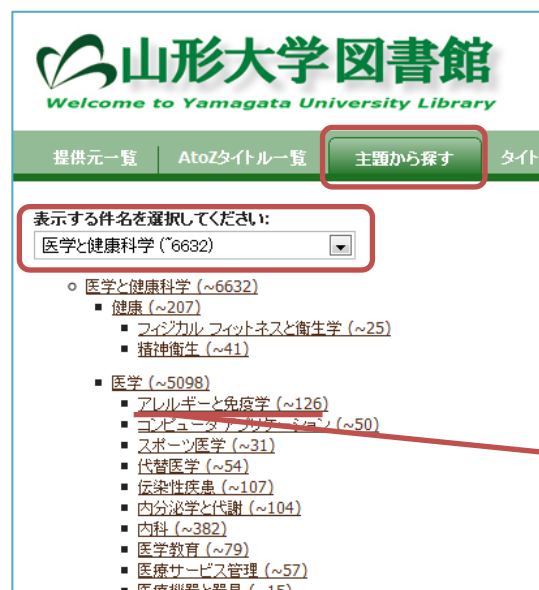 山形大学図書館
Welcome to Yamagata University Library
提供元一覧 AtoZタイトル一覧 主題から探す タイト
表示する件名を選択してください:
医学と健康科学 (~6632)
医学と健康科学 (~6632)
健康 (~207)
フィジカル フィットネスと衛生学 (~25)
精神衛生 (~41)
医学 (~5098)
アレルギーと免疫学 (~126)
コンピュータ アプリケーション (~50)
スポーツ医学 (~31)
代替医学 (~54)
伝染性疾患 (~107)
内分泌学と代謝 (~104)
内科 (~382)
医学教育 (~79)
医療サービス管理 (~57)
医療機器と器具 (~15)